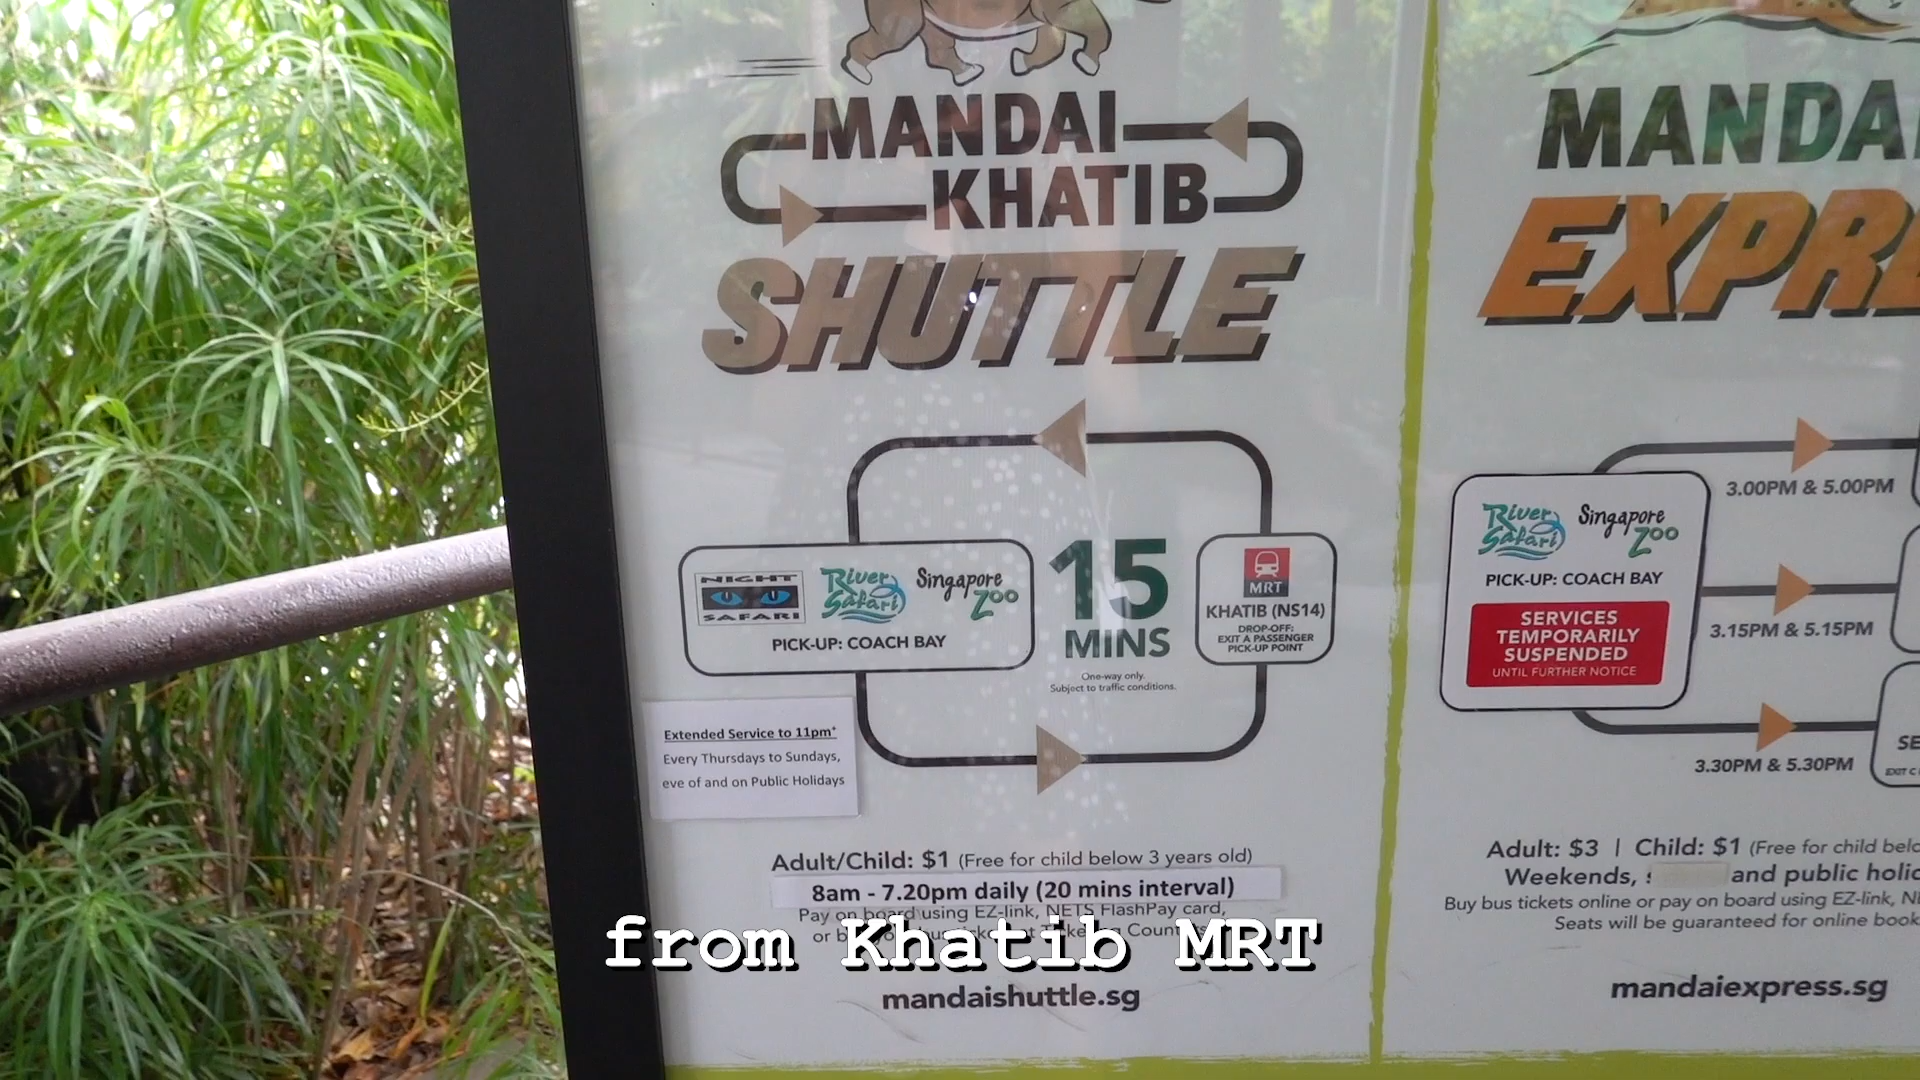 MANDAI
KHATIB
SHUTTLE
NIGHT
SAFARI
River
Safari
Singapore
Zoo
PICK-UP: COACH BAY
15
MINS
One-way only.
Subject to traffic conditions.
MRT
KHATIB (NS14)
DROP-OFF:
EXIT A PASSENGER
PICK-UP POINT
Extended Service to 11pm*
Every Thursdays to Sundays,
eve of and on Public Holidays
Adult/Child: $1 (Free for child below 3 years old)
8am - 7.20pm daily (20 mins interval)
Pay on board using EZ-link, NETS FlashPay card,
or
from Khatib MRT
mandaishuttle.sg
MANDA
EXPRE
3.00PM & 5.00PM
River
Safari
Singapore
Zoo
PICK-UP: COACH BAY
SERVICES
TEMPORARILY
SUSPENDED
UNTIL FURTHER NOTICE
3.15PM & 5.15PM
3.30PM & 5.30PM
SE
EXIT C
Adult: $3 | Child: $1 (Free for child belo
Weekends, and public holic
Buy bus tickets online or pay on board using EZ-link, NE
Seats will be guaranteed for online book
mandaiexpress.sg